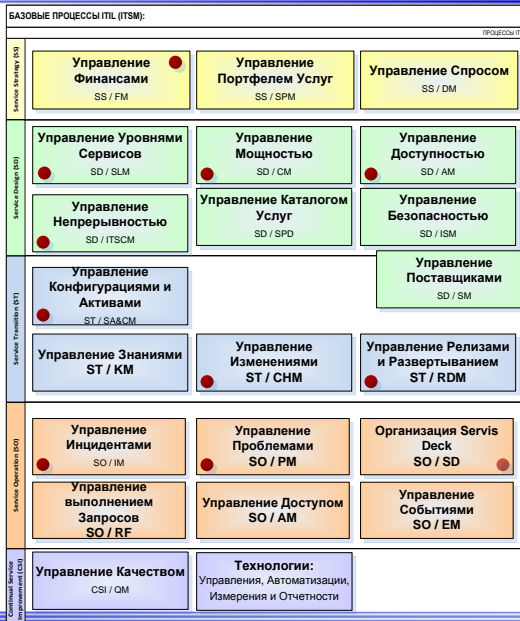 БАЗОВЫЕ ПРОЦЕССЫ ITIL (ITSM):
ПРОЦЕССЫ IT
Service Strategy (SS)
Управление
Финансами
SS / FM
Управление
Портфелем Услуг
SS / SPM
Управление Спросом
SS / DM
Service Design (SD)
Управление Уровнями
Сервисов
SD / SLM
Управление
Мощностью
SD / CM
Управление
Доступностью
SD / AM
Управление
Непрерывностью
SD / ITSCM
Управление Каталогом
Услуг
SD / SPD
Управление
Безопасностью
SD / ISM
Управление
Поставщиками
SD / SM
Service Transition (ST)
Управление
Конфигурациями и
Активами
ST / SA&CM
Управление Знаниями
ST / KM
Управление
Изменениями
ST / CHM
Управление Релизами
и Развертыванием
ST / RDM
Service Operation (SO)
Управление
Инцидентами
SO / IM
Управление
Проблемами
SO / PM
Организация Servis
Deck
SO / SD
Управление
выполнением
Запросов
SO / RF
Управление Доступом
SO / AM
Управление
Событиями
SO / EM
Continual Service
Improvement (CSI)
Управление Качеством
CSI / QM
Технологии:
Управления, Автоматизации,
Измерения и Отчетности